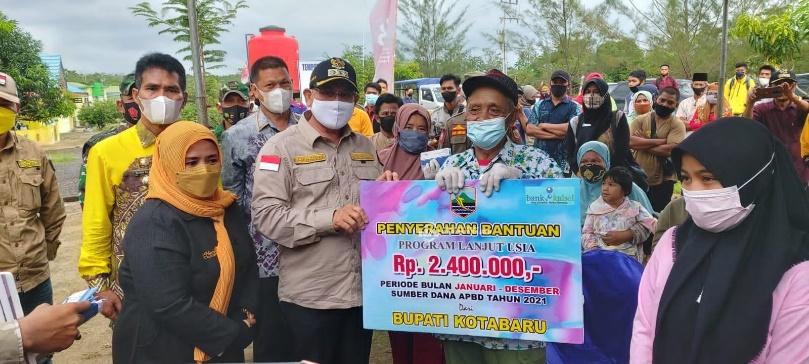 bank kalsel
PENYERAHAN BANTUAN
PROGRAM LANJUT USIA
Rp. 2.400.000,-
PERIODE BULAN JANUARI - DESEMBER
SUMBER DANA APBD TAHUN 2021
Dari
BUPATI KOTABARU